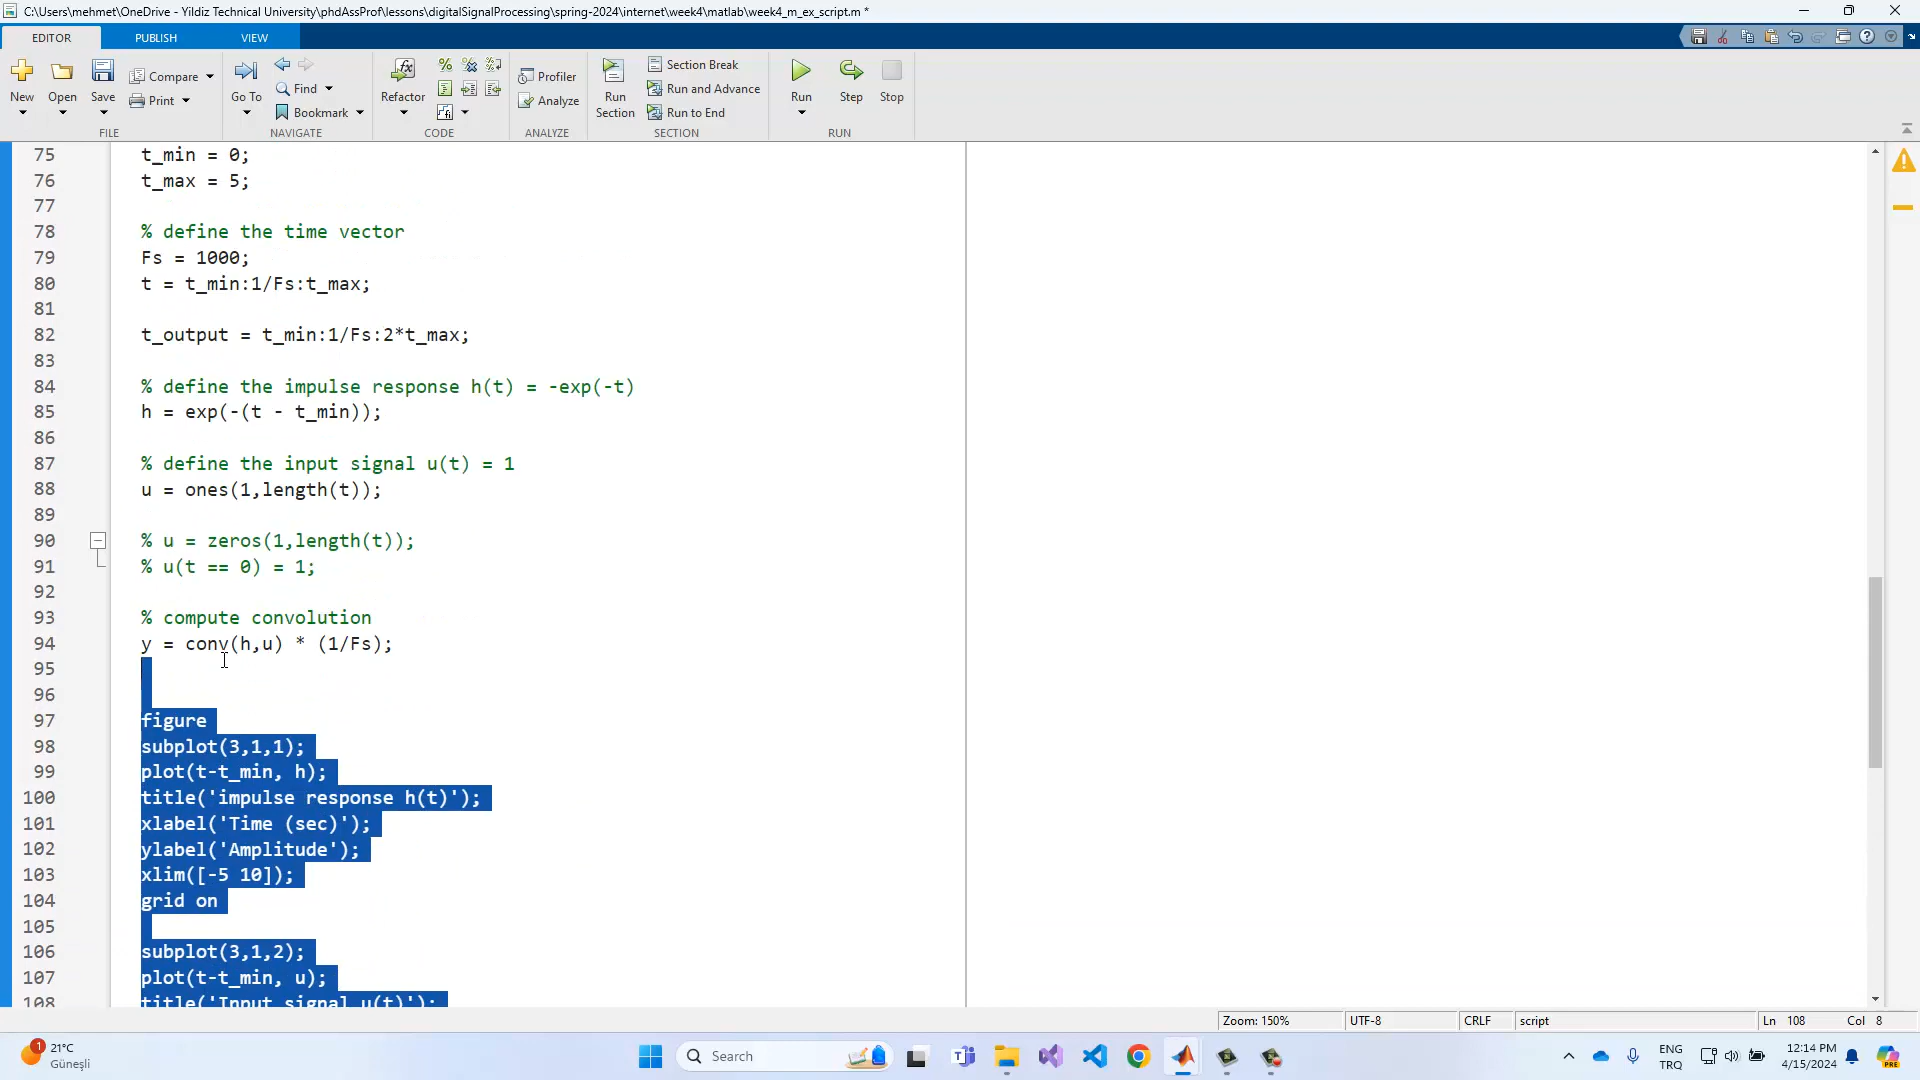 C:\Users\mehmet\OneDrive - Yildiz Technical University\phdAssProf\lessons\digitalSignalProcessing\spring-2024\internet\week4\matlab\week4_m_ex_script.m *
EDITOR PUBLISH VIEW
New Open Save Compare Print
Go To Find Bookmark
Refactor
Profiler
Analyze
Run Section
Section Break
Run and Advance
Run to End
Run Step Stop
FILE NAVIGATE CODE ANALYZE SECTION RUN
75 t_min = 0;
76 t_max = 5;
77
78 % define the time vector
79 Fs = 1000;
80 t = t_min:1/Fs:t_max;
81
82 t_output = t_min:1/Fs:2*t_max;
83
84 % define the impulse response h(t) = -exp(-t)
85 h = exp(-(t - t_min));
86
87 % define the input signal u(t) = 1
88 u = ones(1,length(t));
89
90 % u = zeros(1,length(t));
91 % u(t == 0) = 1;
92
93 % compute convolution
94 y = conv(h,u) * (1/Fs);
95
96
97 figure
98 subplot(3,1,1);
99 plot(t-t_min, h);
100 title('impulse response h(t)');
101 xlabel('Time (sec)');
102 ylabel('Amplitude');
103 xlim([-5 10]);
104 grid on
105
106 subplot(3,1,2);
107 plot(t-t_min, u);
108 title('Input signal u(t)');
Zoom: 150% UTF-8 CRLF script Ln 108 Col 8
1 21°C
Güneşli
Search
ENG
TRQ
12:14 PM
4/15/2024
PRE